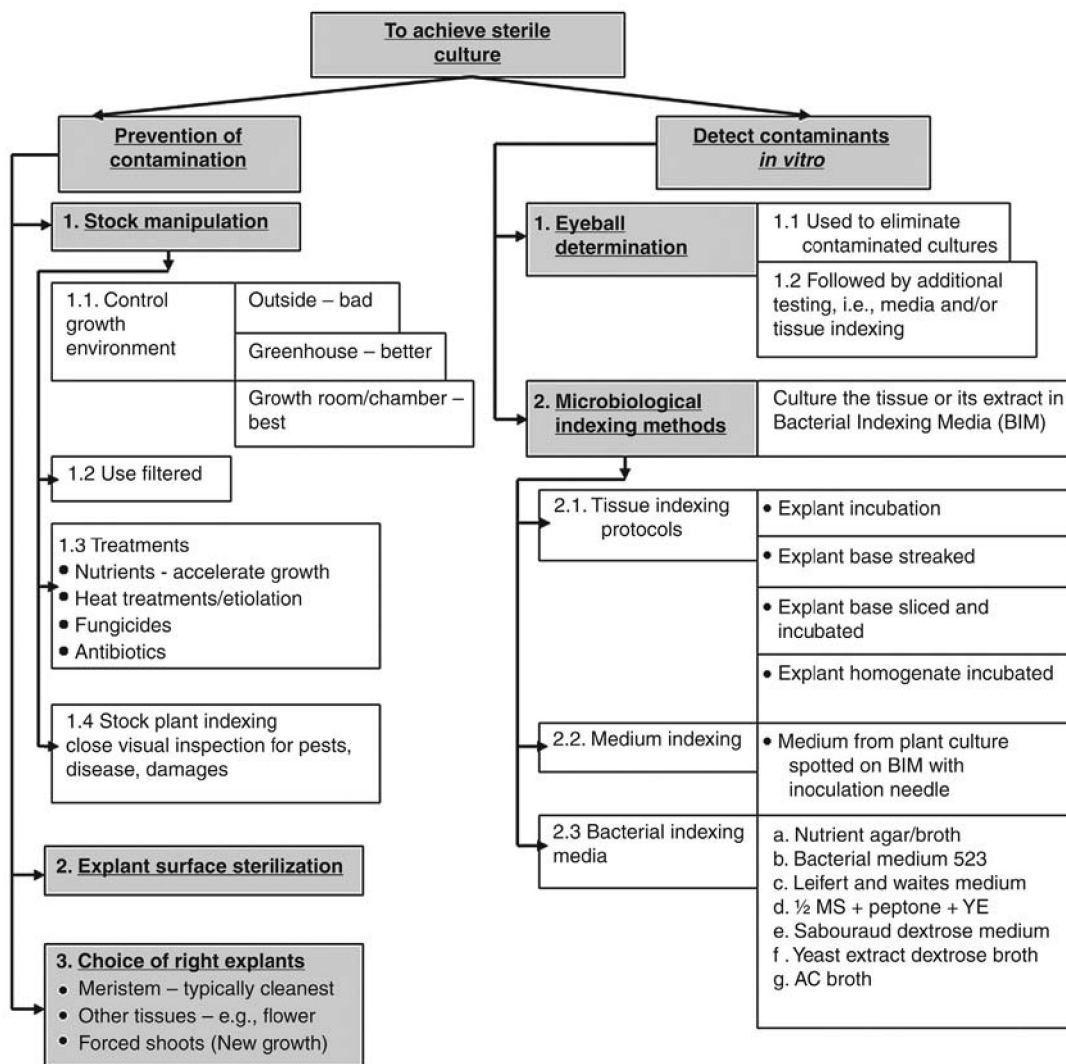 To achieve sterile
culture
Prevention of
contamination
1. Stock manipulation
1.1. Control
growth
environment
Outside – bad
Greenhouse – better
Growth room/chamber –
best
1.2 Use filtered
1.3 Treatments
• Nutrients - accelerate growth
• Heat treatments/etiolation
• Fungicides
• Antibiotics
1.4 Stock plant indexing
close visual inspection for pests,
disease, damages
2. Explant surface sterilization
3. Choice of right explants
• Meristem – typically cleanest
• Other tissues – e.g., flower
• Forced shoots (New growth)
Detect contaminants
in vitro
1. Eyeball
determination
1.1 Used to eliminate
contaminated cultures
1.2 Followed by additional
testing, i.e., media and/or
tissue indexing
2. Microbiological
indexing methods
Culture the tissue or its extract in
Bacterial Indexing Media (BIM)
2.1. Tissue indexing
protocols
• Explant incubation
• Explant base streaked
• Explant base sliced and
incubated
• Explant homogenate incubated
2.2. Medium indexing
• Medium from plant culture
spotted on BIM with
inoculation needle
2.3 Bacterial indexing
media
a. Nutrient agar/broth
b. Bacterial medium 523
c. Leifert and waites medium
d. ½ MS + peptone + YE
e. Sabouraud dextrose medium
f . Yeast extract dextrose broth
g. AC broth